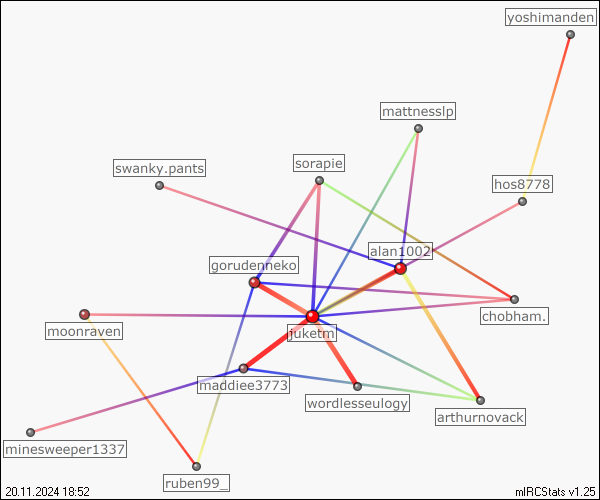 yoshimanden
mattnesslp
sorapie
swanky.pants
hos8778
alan1002
gorudenneko
chobham.
moonraven
juketm
maddiee3773
wordlesseulogy
arthurnovack
minesweeper1337
ruben99_
20.11.2024 18:52
mIRCStats v1.25